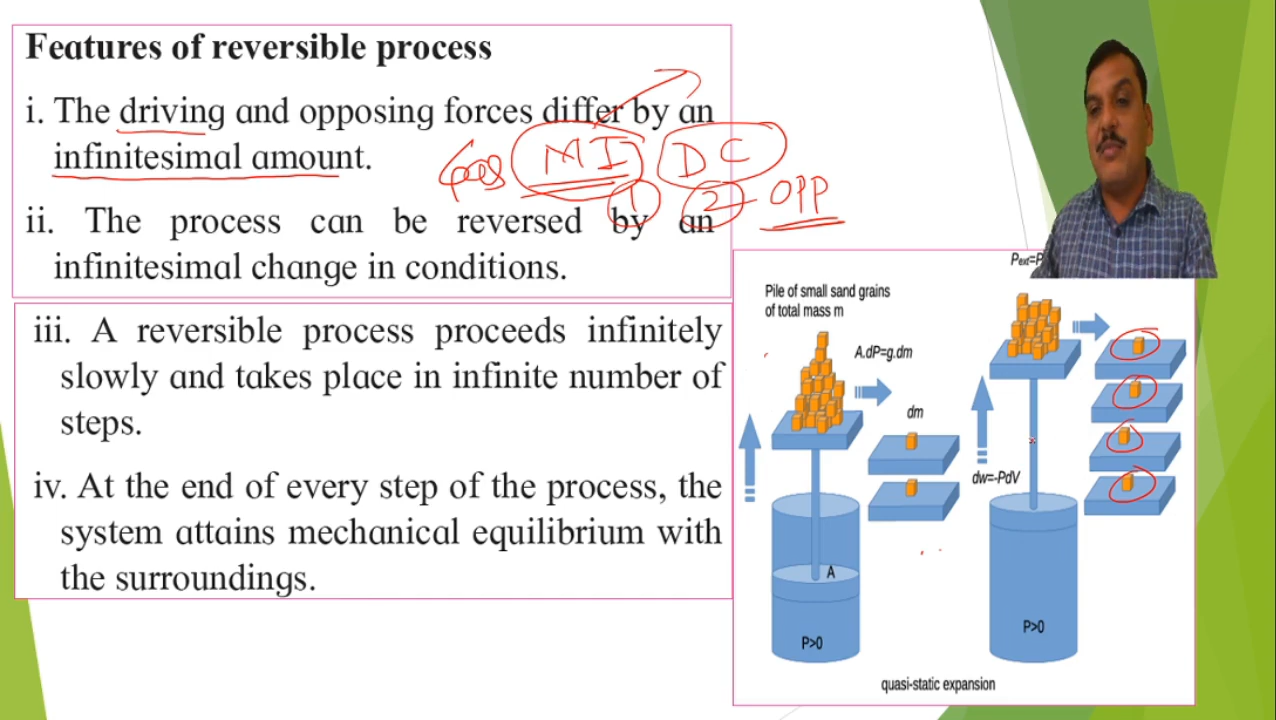 Features of reversible process
i. The driving and opposing forces differ by an
infinitesimal amount.
MI DC
1 2 OPP
ii. The process can be reversed by an
infinitesimal change in conditions.
iii. A reversible process proceeds infinitely
slowly and takes place in infinite number of
steps.
iv. At the end of every step of the process, the
system attains mechanical equilibrium with
the surroundings.
Pile of small sand grains
of total mass m
A.dP=g.dm
dm
A
P>0
Pext=P
dw=-PdV
P>0
quasi-static expansion